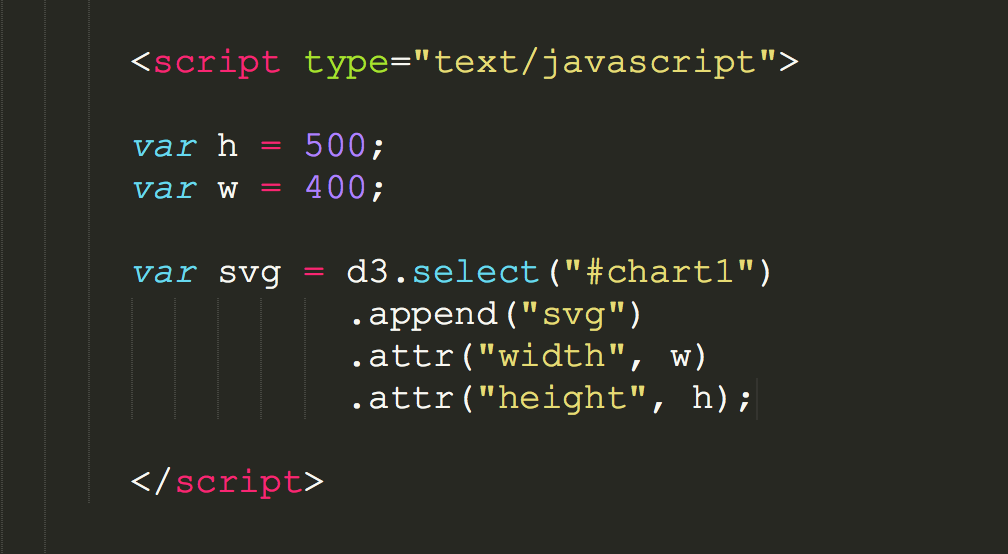 <script type="text/javascript">
var h = 500;
var w = 400;
var svg = d3.select("#chart1")
.append("svg")
.attr("width", w)
.attr("height", h);
</script>